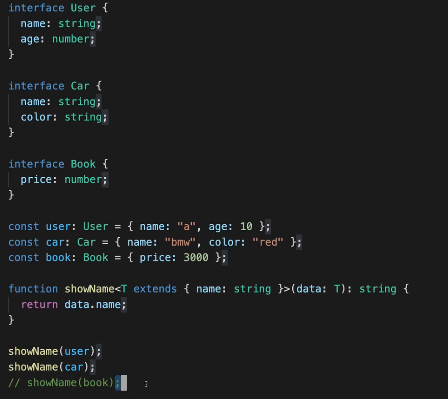 interface User {
  name: string;
  age: number;
}

interface Car {
  name: string;
  color: string;
}

interface Book {
  price: number;
}

const user: User = { name: "a", age: 10 };
const car: Car = { name: "bmw", color: "red" };
const book: Book = { price: 3000 };

function showName<T extends { name: string }>(data: T): string {
  return data.name;
}

showName(user);
showName(car);
// showName(book);